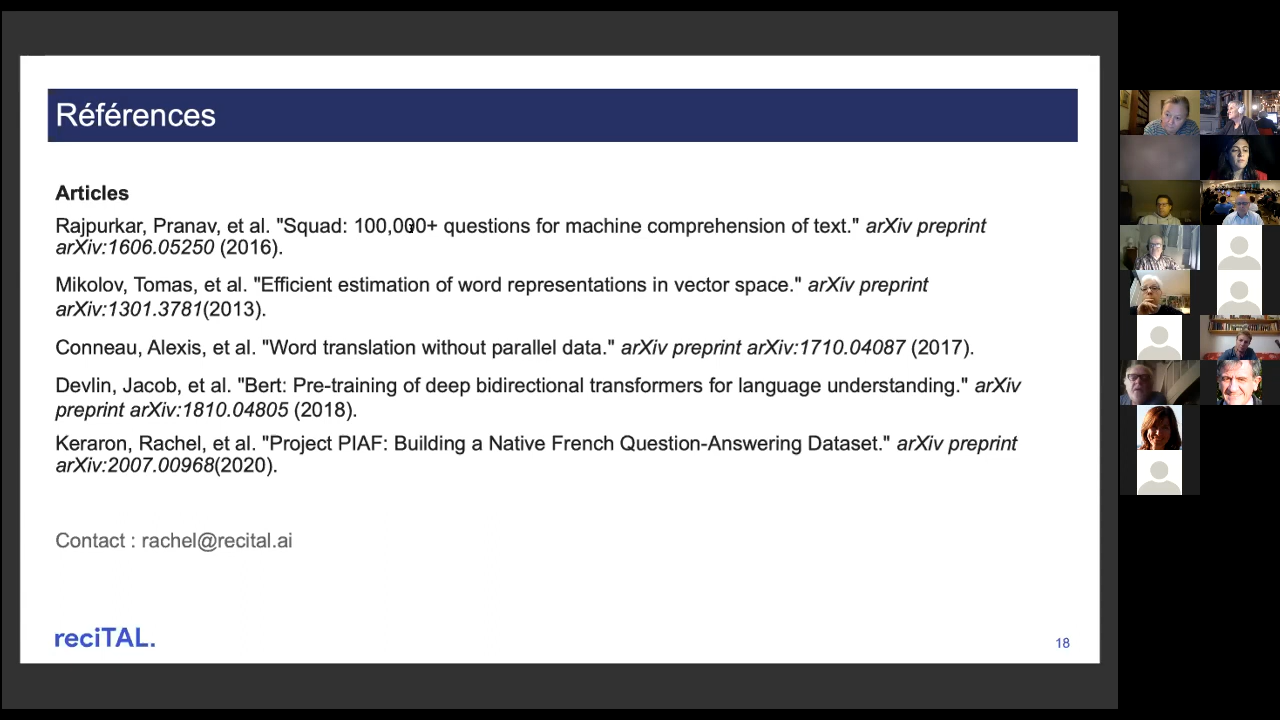 Références
Articles
Rajpurkar, Pranav, et al. "Squad: 100,000+ questions for machine comprehension of text." arXiv preprint
arXiv:1606.05250 (2016).
Mikolov, Tomas, et al. "Efficient estimation of word representations in vector space." arXiv preprint
arXiv:1301.3781(2013).
Conneau, Alexis, et al. "Word translation without parallel data." arXiv preprint arXiv:1710.04087 (2017).
Devlin, Jacob, et al. "Bert: Pre-training of deep bidirectional transformers for language understanding." arXiv
preprint arXiv:1810.04805 (2018).
Keraron, Rachel, et al. "Project PIAF: Building a Native French Question-Answering Dataset." arXiv preprint
arXiv:2007.00968(2020).
Contact : rachel@recital.ai
reciTAL.
18